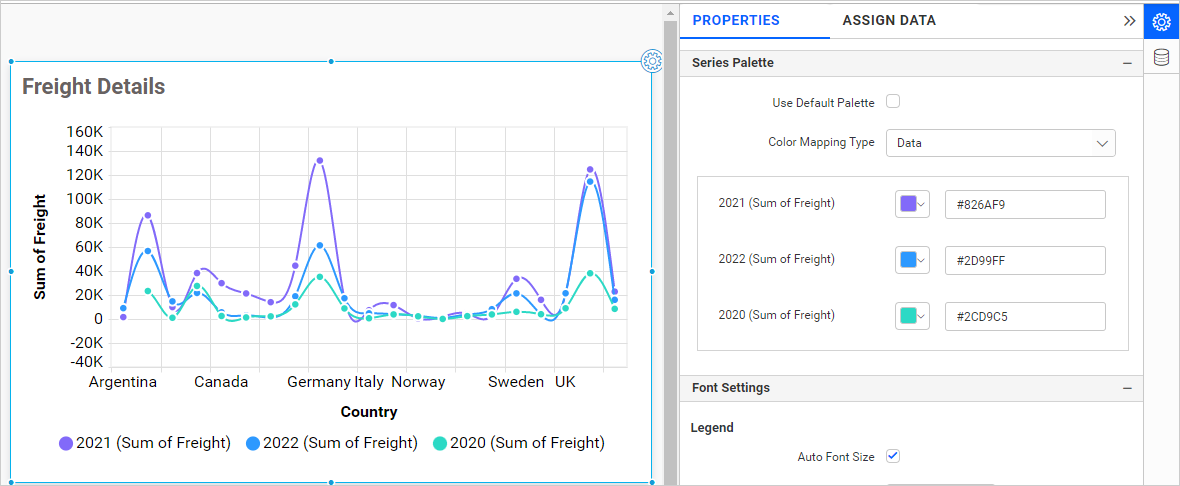 Freight Details
160K
140K
120K
100K
80K
60K
40K
20K
0
-20K
-40K
Sum of Freight
Argentina Canada Germany Italy Norway Sweden UK
Country
2021 (Sum of Freight) 2022 (Sum of Freight) 2020 (Sum of Freight)
PROPERTIES ASSIGN DATA
Series Palette
Use Default Palette
Color Mapping Type Data
2021 (Sum of Freight) #826AF9
2022 (Sum of Freight) #2D99FF
2020 (Sum of Freight) #2CD9C5
Font Settings
Legend
Auto Font Size